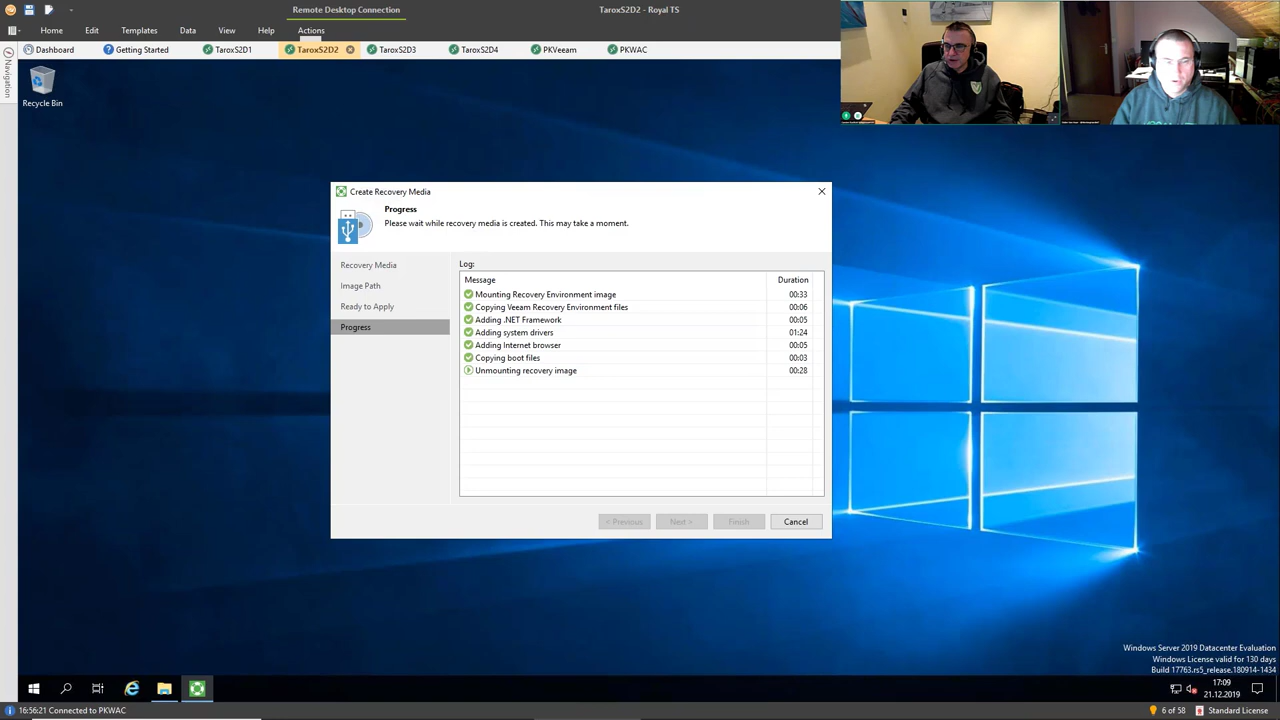 Remote Desktop Connection
TaroxS2D2 - Royal TS
Home Edit Templates Data View Help Actions
Navigation
Dashboard Getting Started TaroxS2D1 TaroxS2D2 TaroxS2D3 TaroxS2D4 PKVeeam PKWAC
Recycle Bin
Create Recovery Media
Progress
Please wait while recovery media is created. This may take a moment.
Recovery Media
Image Path
Ready to Apply
Progress
Log:
Message Duration
Mounting Recovery Environment image 00:33
Copying Veeam Recovery Environment files 00:06
Adding .NET Framework 00:05
Adding system drivers 01:24
Adding Internet browser 00:05
Copying boot files 00:03
Unmounting recovery image 00:28
< Previous Next > Finish Cancel
Windows Server 2019 Datacenter Evaluation
Windows License valid for 130 days
Build 17763.rs5_release.180914-1434
17:09
21.12.2019
16:56:21 Connected to PKWAC
6 of 58 Standard License